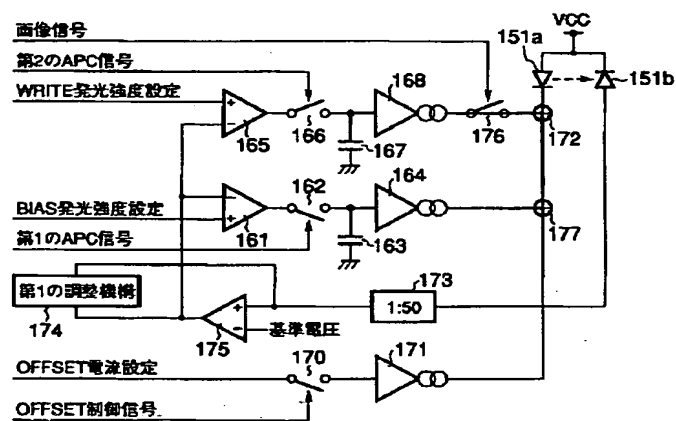 画像信号
第2のAPC信号
WRITE発光強度設定
VCC
151a
151b
168
+
−
165
166
167
176
172
162
164
−
+
161
163
177
BIAS発光強度設定
第1のAPC信号
第1の調整機構
174
173
1:50
+
−
175
基準電圧
170
171
OFFSET電流設定
OFFSET制御信号